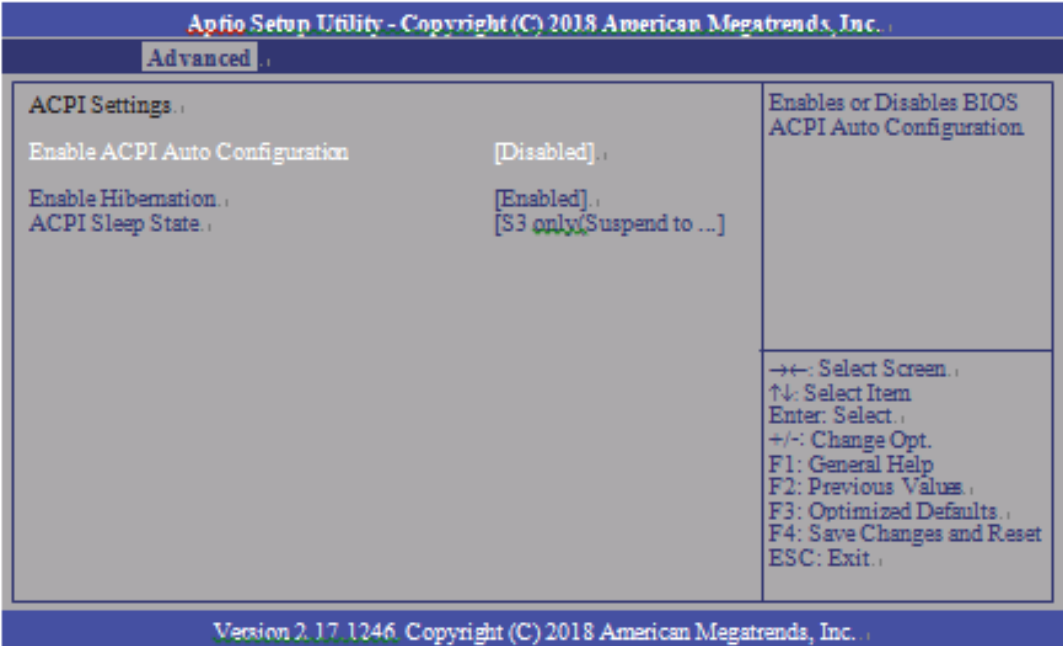 Aptio Setup Utility - Copyright (C) 2018 American Megatrends, Inc.
Advanced
ACPI Settings
Enable ACPI Auto Configuration [Disabled]
Enable Hibernation [Enabled]
ACPI Sleep State [S3 only(Suspend to ...]
Enables or Disables BIOS
ACPI Auto Configuration
→←: Select Screen
↑↓: Select Item
Enter: Select
+/-: Change Opt.
F1: General Help
F2: Previous Values
F3: Optimized Defaults
F4: Save Changes and Reset
ESC: Exit
Version 2.17.1246. Copyright (C) 2018 American Megatrends, Inc.